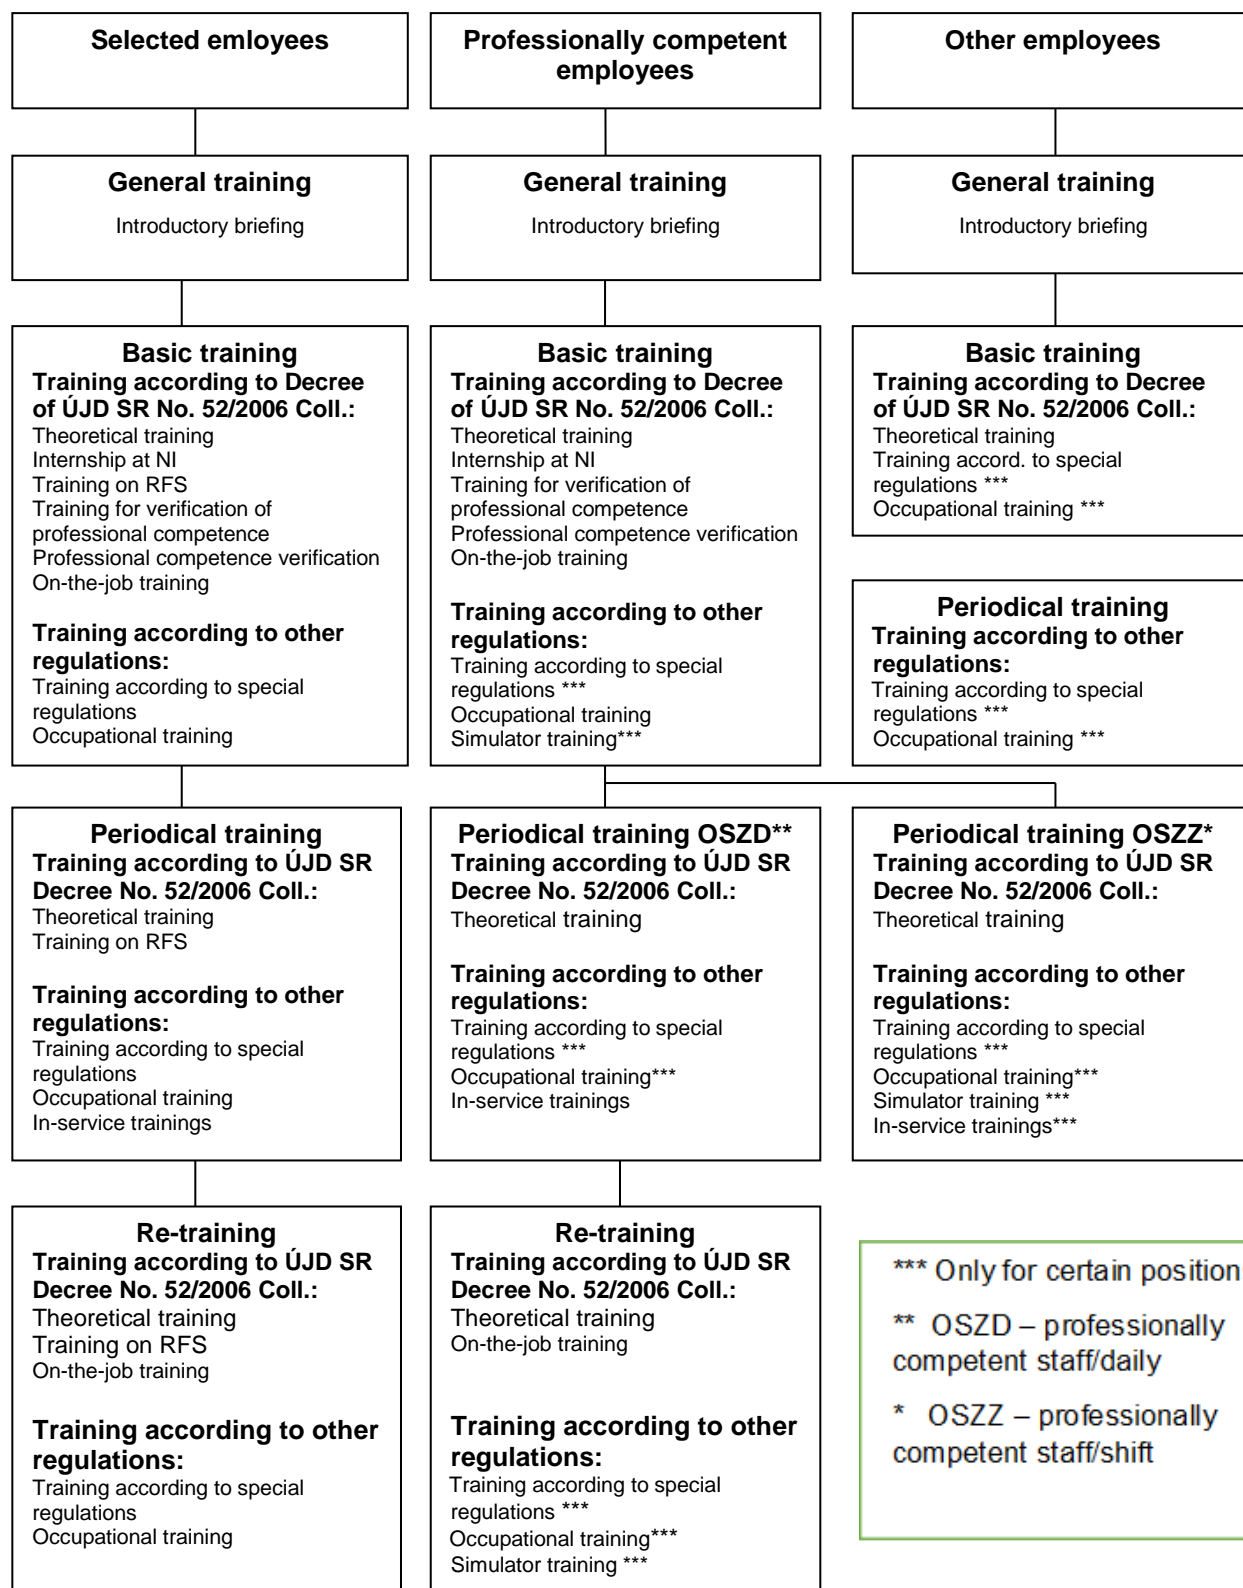 Selected emloyees
Professionally competent
employees
Other employees
General training
Introductory briefing
General training
Introductory briefing
General training
Introductory briefing
Basic training
Training according to Decree
of ÚJD SR No. 52/2006 Coll.:
Theoretical training
Internship at NI
Training on RFS
Training for verification of
professional competence
Professional competence verification
On-the-job training
Training according to other
regulations:
Training according to special
regulations
Occupational training
Basic training
Training according to Decree
of ÚJD SR No. 52/2006 Coll.:
Theoretical training
Internship at NI
Training for verification of
professional competence
Professional competence verification
On-the-job training
Training according to other
regulations:
Training according to special
regulations ***
Occupational training
Simulator training***
Basic training
Training according to Decree
of ÚJD SR No. 52/2006 Coll.:
Theoretical training
Training accord. to special
regulations ***
Occupational training ***
Periodical training
Training according to other
regulations:
Training according to special
regulations ***
Occupational training ***
Periodical training
Training according to ÚJD SR
Decree No. 52/2006 Coll.:
Theoretical training
Training on RFS
Training according to other
regulations:
Training according to special
regulations
Occupational training
In-service trainings
Periodical training OSZD**
Training according to ÚJD SR
Decree No. 52/2006 Coll.:
Theoretical training
Training according to other
regulations:
Training according to special
regulations ***
Occupational training***
In-service trainings
Periodical training OSZZ*
Training according to ÚJD SR
Decree No. 52/2006 Coll.:
Theoretical training
Training according to other
regulations:
Training according to special
regulations ***
Occupational training***
Simulator training ***
In-service trainings***
Re-training
Training according to ÚJD SR
Decree No. 52/2006 Coll.:
Theoretical training
Training on RFS
On-the-job training
Training according to other
regulations:
Training according to special
regulations
Occupational training
Re-training
Training according to ÚJD SR
Decree No. 52/2006 Coll.:
Theoretical training
On-the-job training
Training according to other
regulations:
Training according to special
regulations ***
Occupational training***
Simulator training ***
*** Only for certain position
** OSZD – professionally
competent staff/daily
* OSZZ – professionally
competent staff/shift